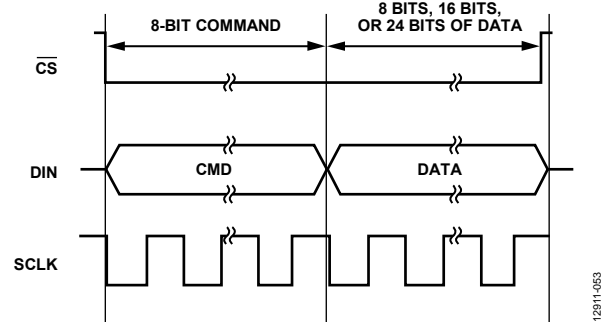 8-BIT COMMAND
8 BITS, 16 BITS,
OR 24 BITS OF DATA
CS
DIN
CMD
DATA
SCLK
12911-053